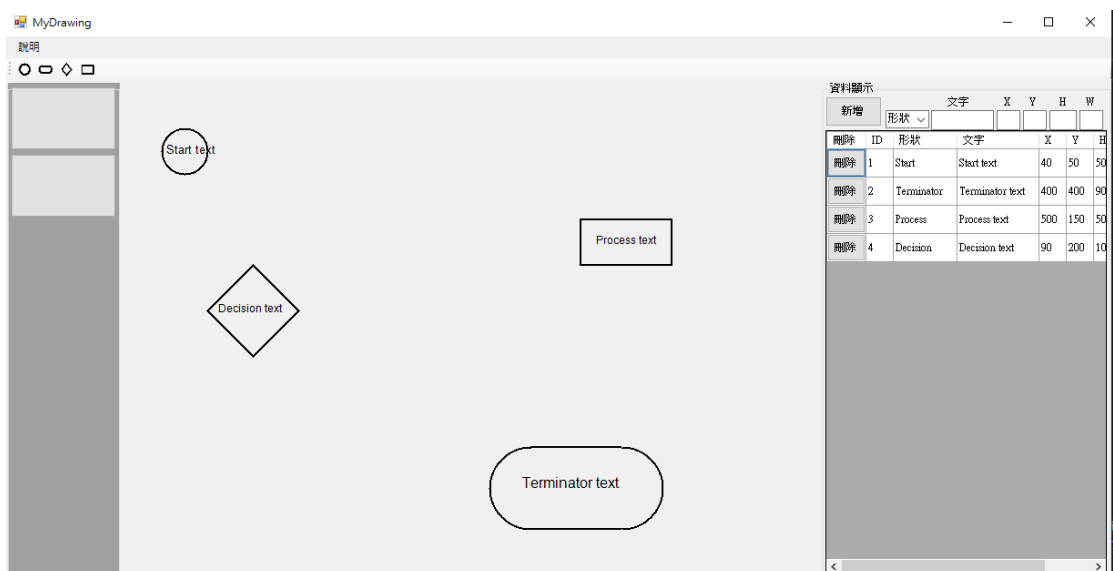 MyDrawing
說明
資料顯示
新增 文字 X Y H W
形狀
刪除 ID 形狀 文字 X Y H
刪除 1 Start Start text 40 50 50
刪除 2 Terminator Terminator text 400 400 90
刪除 3 Process Process text 500 150 50
刪除 4 Decision Decision text 90 200 10
Start text
Process text
Decision text
Terminator text